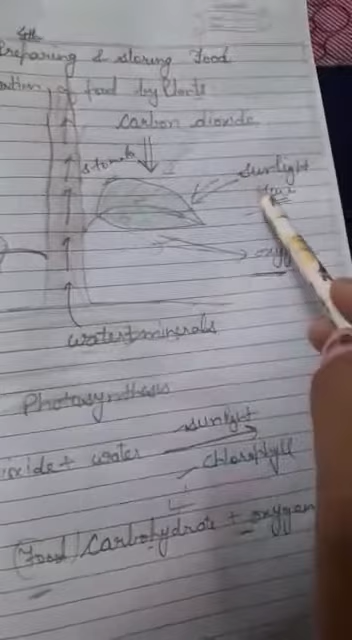 Preparing & storing Food
of food by Plants
carbon dioxide
stomata
sunlight
water+minerals
Photosynthesis
oxide + water
sunlight
chlorophyll
(Food) Carbohydrate + oxygen